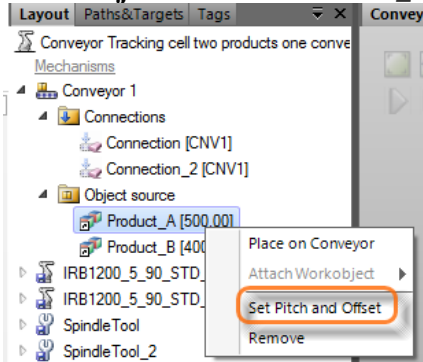 Layout Paths&Targets Tags Convey
Conveyor Tracking cell two products one conve
Mechanisms
Conveyor 1
Connections
Connection [CNV1]
Connection_2 [CNV1]
Object source
Product_A [500.00]
Product_B [400
Place on Conveyor
Attach Workobject
Set Pitch and Offset
Remove
IRB1200_5_90_STD_
IRB1200_5_90_STD_
SpindleTool
SpindleTool_2